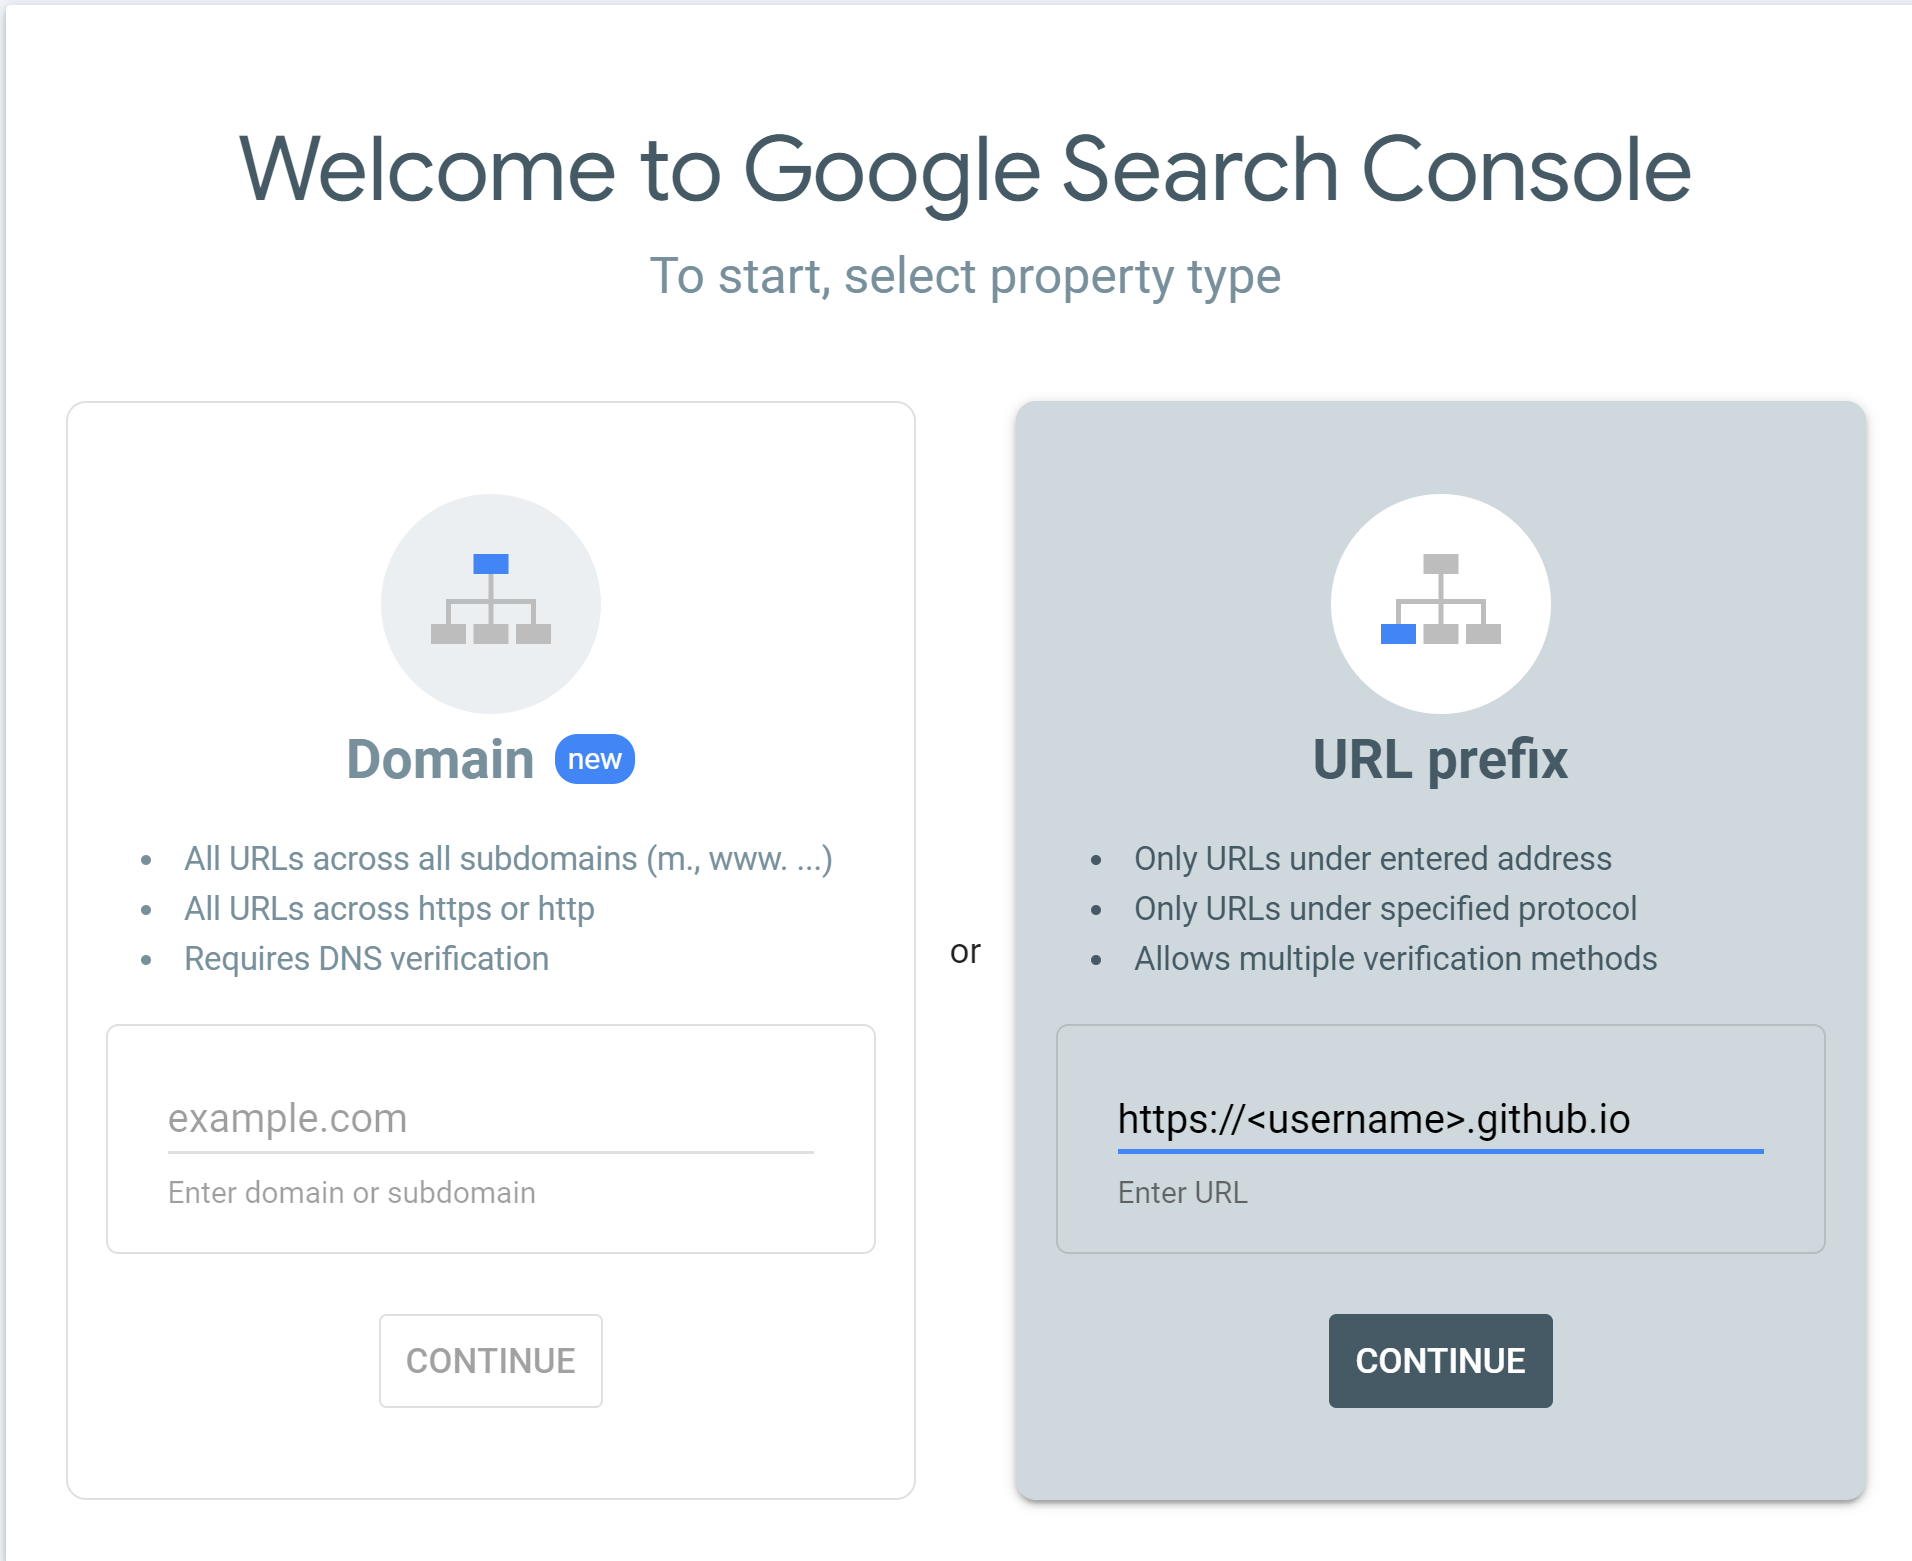 Welcome to Google Search Console
To start, select property type
Domain new
• All URLs across all subdomains (m., www. ...)
• All URLs across https or http
• Requires DNS verification
example.com
Enter domain or subdomain
CONTINUE
or
URL prefix
• Only URLs under entered address
• Only URLs under specified protocol
• Allows multiple verification methods
https://<username>.github.io
Enter URL
CONTINUE